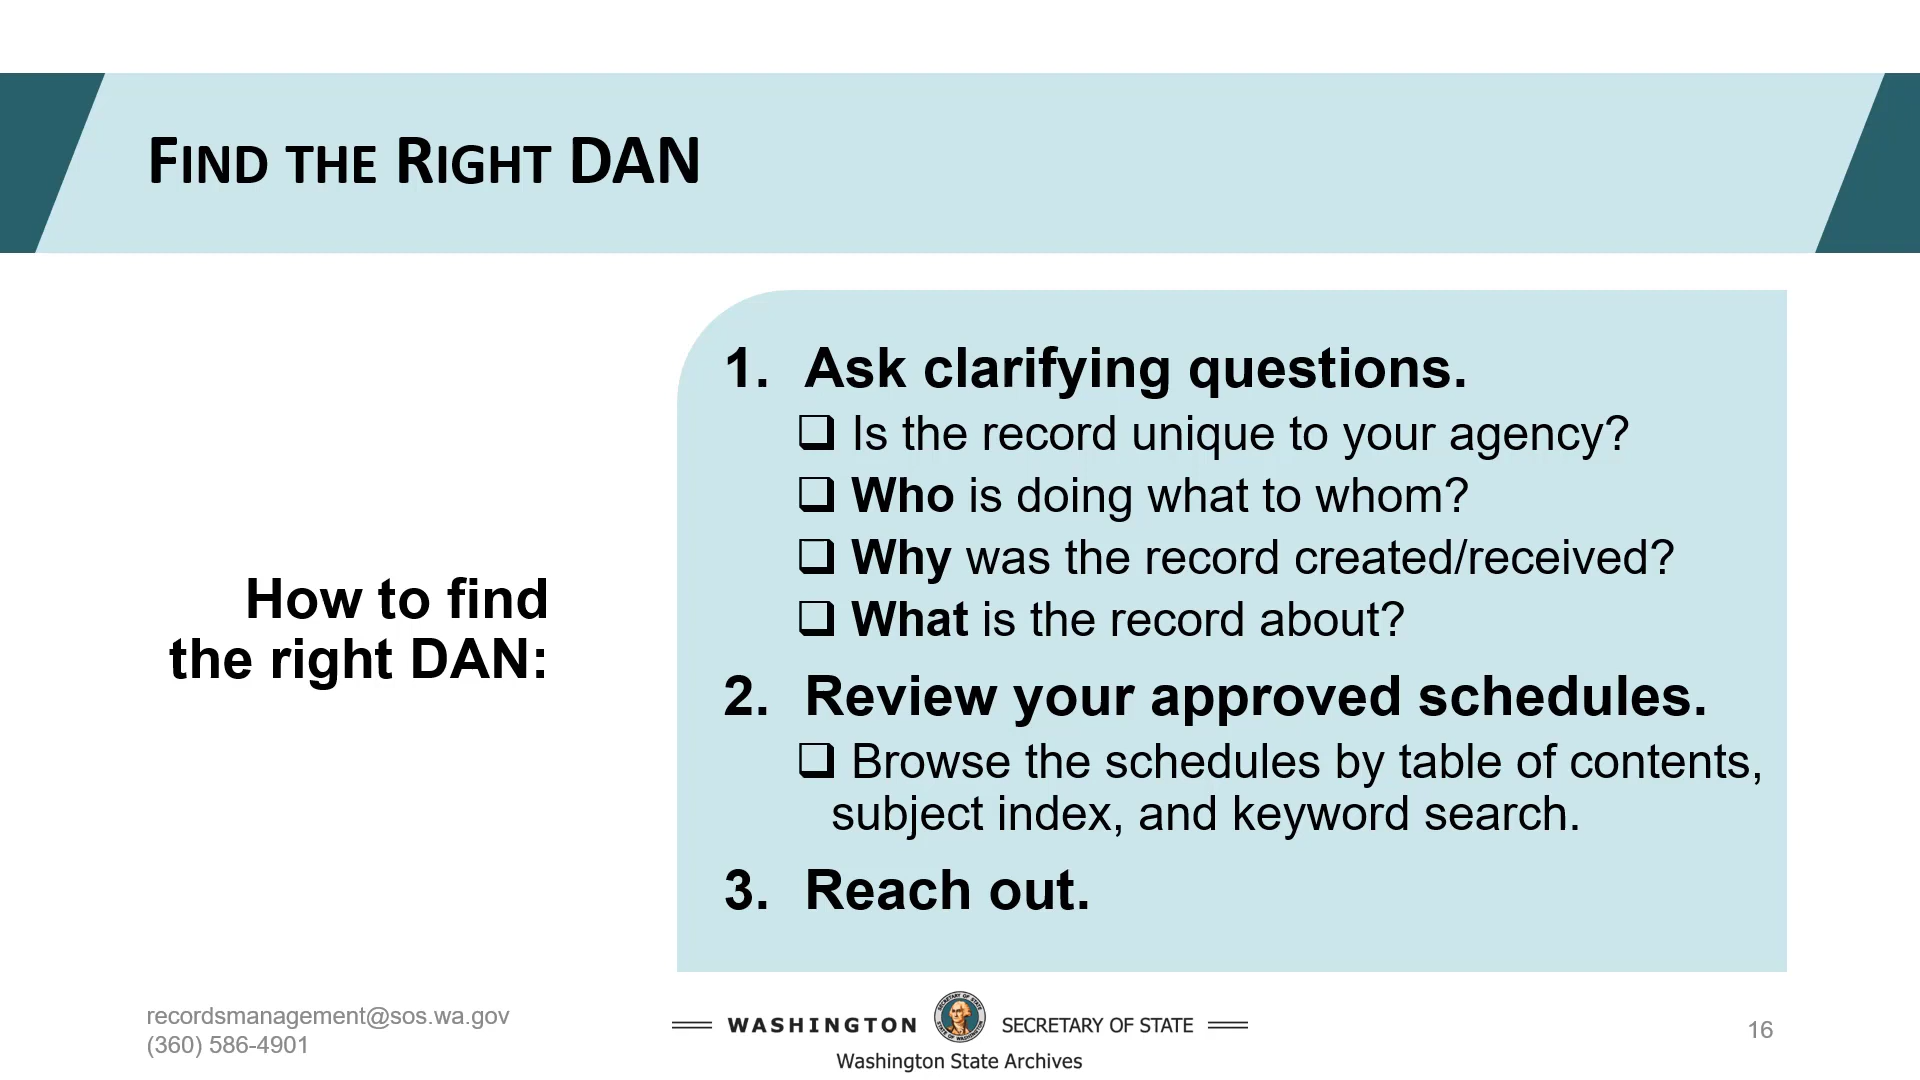 FIND THE RIGHT DAN
How to find
the right DAN:
1. Ask clarifying questions.
❑ Is the record unique to your agency?
❑ Who is doing what to whom?
❑ Why was the record created/received?
❑ What is the record about?
2. Review your approved schedules.
❑ Browse the schedules by table of contents,
subject index, and keyword search.
3. Reach out.
recordsmanagement@sos.wa.gov
(360) 586-4901
WASHINGTON SECRETARY OF STATE
Washington State Archives
16